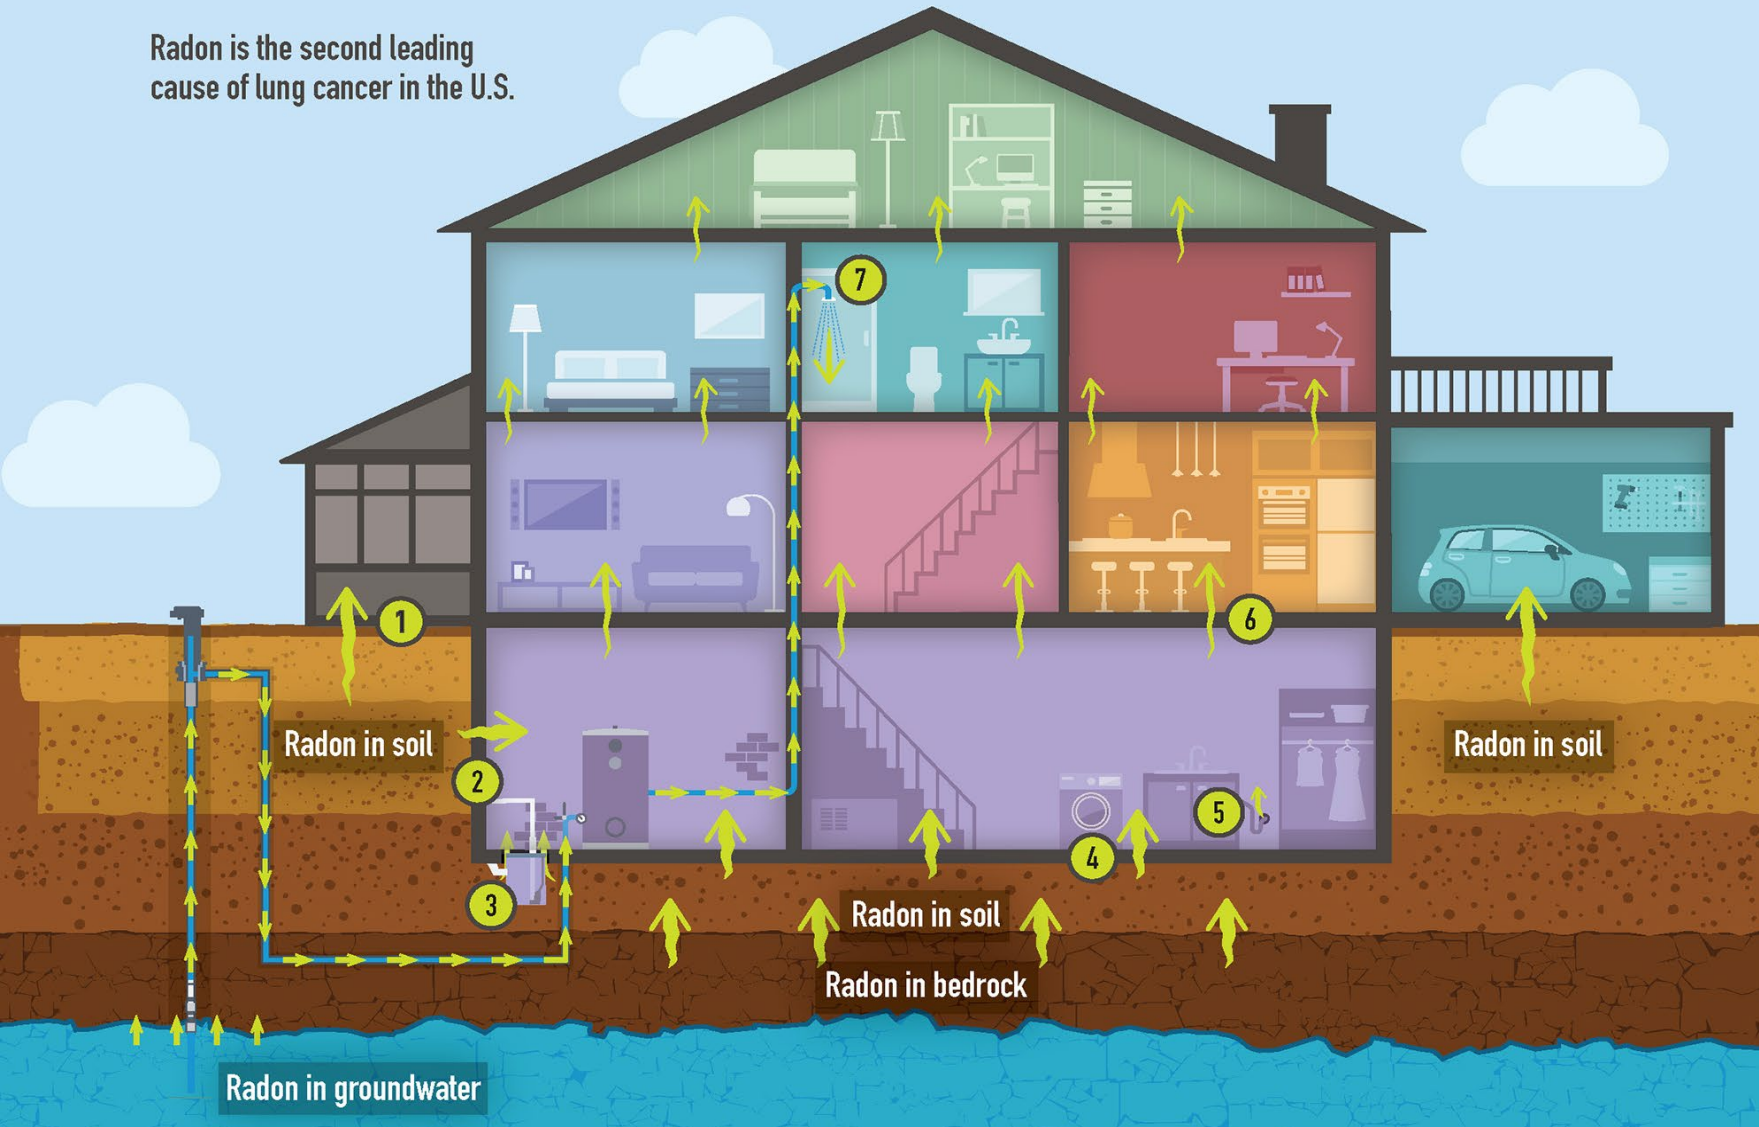 Radon is the second leading
cause of lung cancer in the U.S.
7
1
6
Radon in soil
Radon in soil
2
5
4
3
Radon in soil
Radon in bedrock
Radon in groundwater